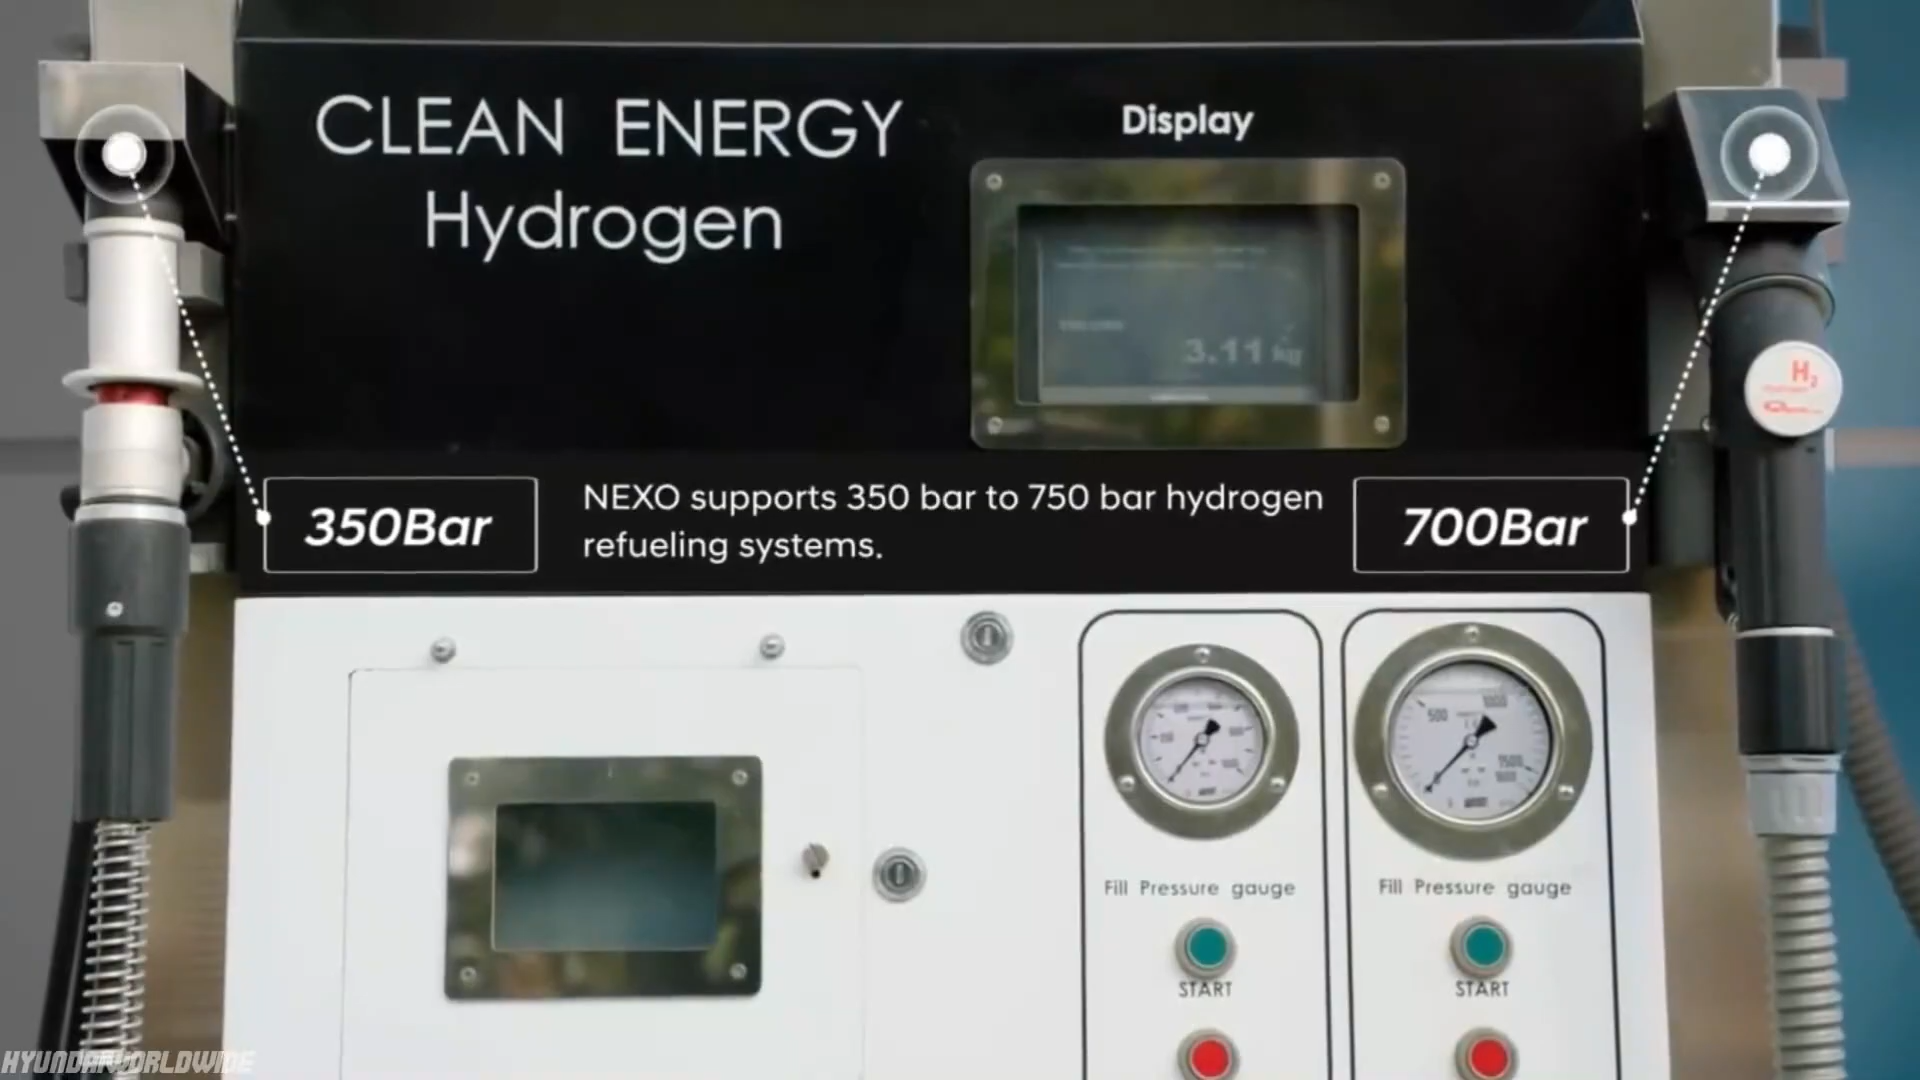 CLEAN ENERGY
Hydrogen
Display
3.11 kg
H2
350Bar
NEXO supports 350 bar to 750 bar hydrogen
refueling systems.
700Bar
500
1000
Fill Pressure gauge
Fill Pressure gauge
START
START
HYUNDAIWORLDWIDE